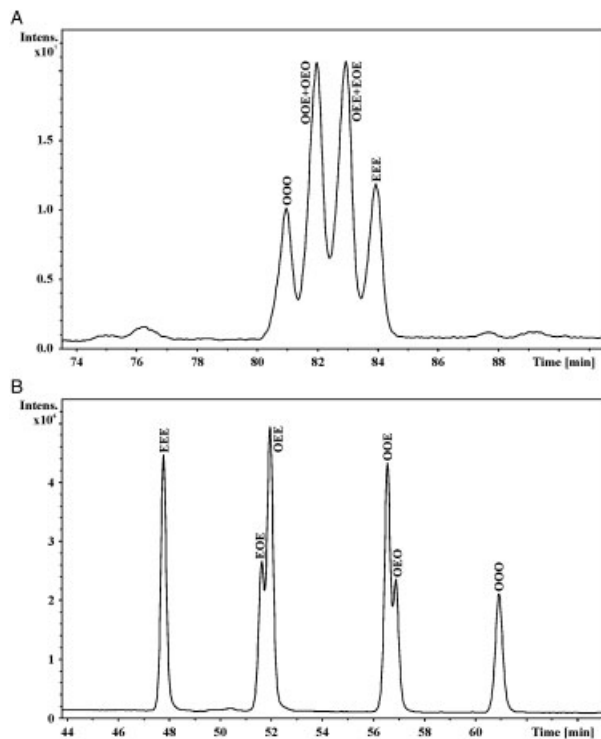 A
Intens.
x10⁷
OOO
OOE+OEO
OEE+EOE
EEE
1.5
1.0
0.5
0.0
74 76 78 80 82 84 86 88 Time [min]
B
Intens.
x10⁶
EEE
EOE
OEE
OOE
OEO
OOO
4
3
2
1
0
44 46 48 50 52 54 56 58 60 Time [min]